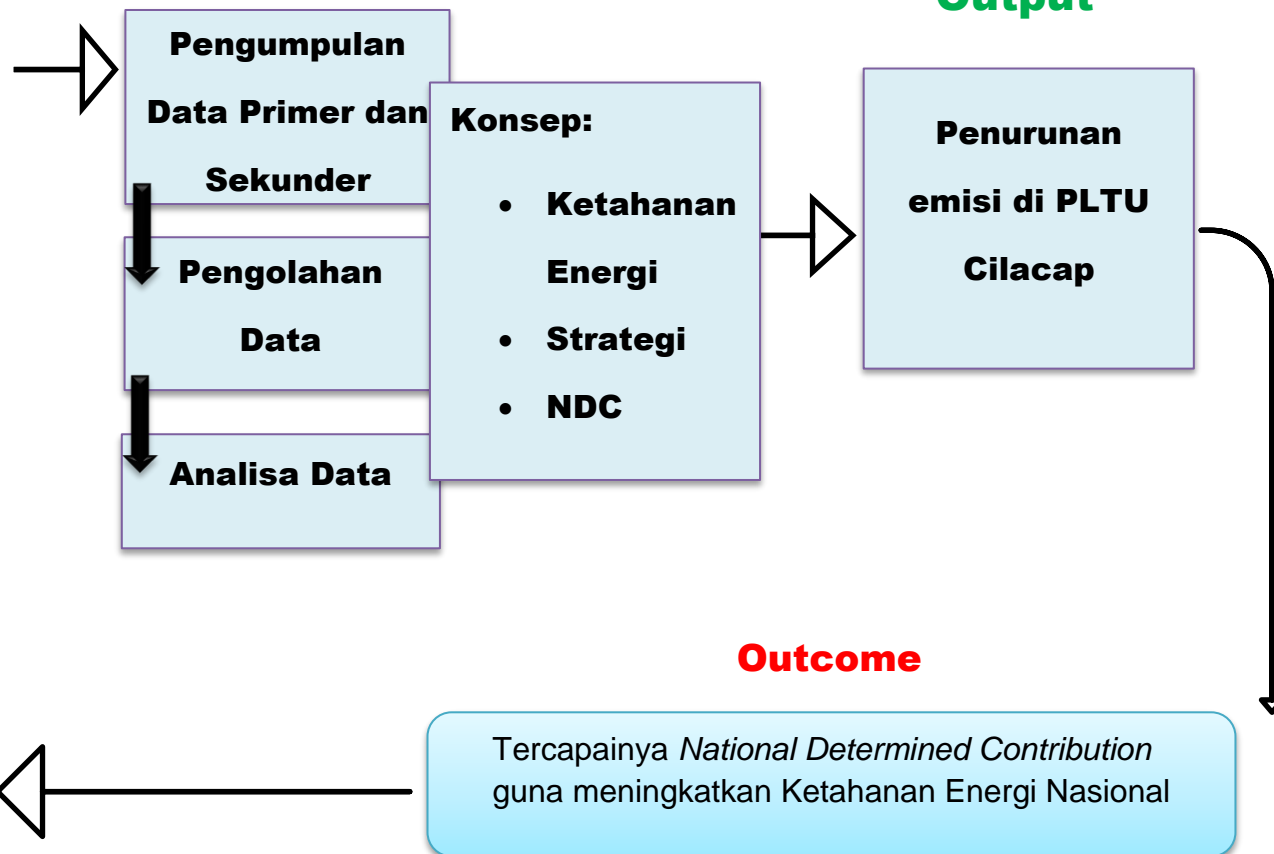 Output
Pengumpulan
Data Primer dan
Sekunder
Pengolahan
Data
Analisa Data
Konsep:
• Ketahanan
Energi
• Strategi
• NDC
Penurunan
emisi di PLTU
Cilacap
Outcome
Tercapainya National Determined Contribution
guna meningkatkan Ketahanan Energi Nasional